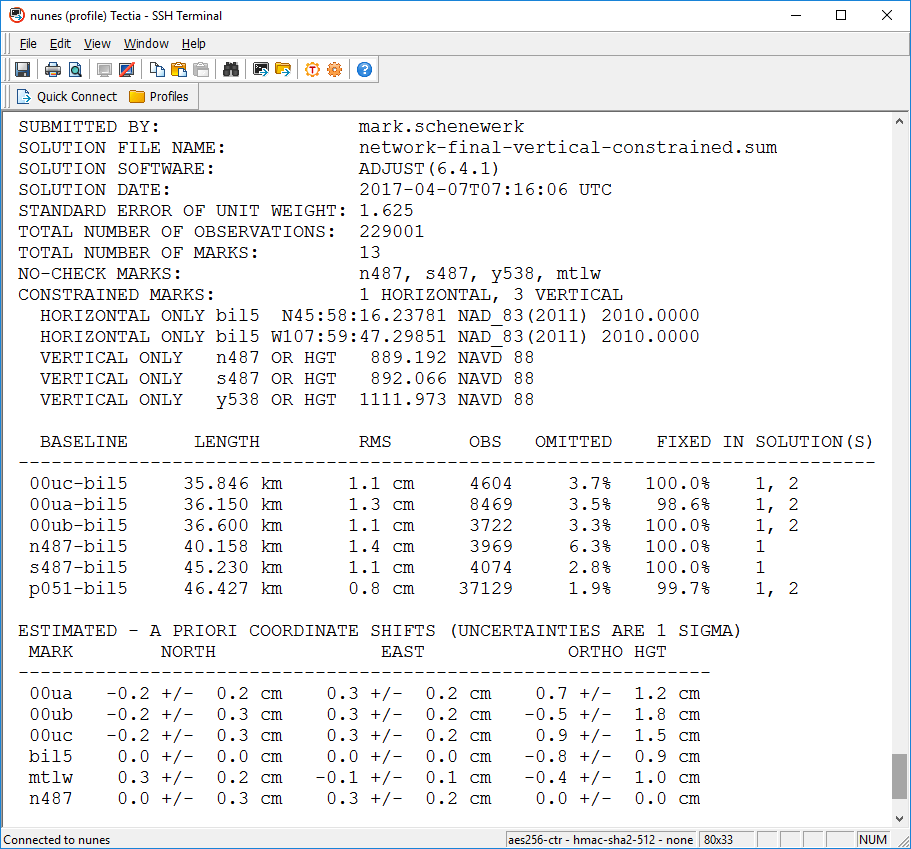 nunes (profile) Tectia - SSH Terminal
File Edit View Window Help
Quick Connect Profiles
SUBMITTED BY: mark.schenewerk
SOLUTION FILE NAME: network-final-vertical-constrained.sum
SOLUTION SOFTWARE: ADJUST(6.4.1)
SOLUTION DATE: 2017-04-07T07:16:06 UTC
STANDARD ERROR OF UNIT WEIGHT: 1.625
TOTAL NUMBER OF OBSERVATIONS: 229001
TOTAL NUMBER OF MARKS: 13
NO-CHECK MARKS: n487, s487, y538, mtlw
CONSTRAINED MARKS: 1 HORIZONTAL, 3 VERTICAL
HORIZONTAL ONLY bil5 N45:58:16.23781 NAD_83(2011) 2010.0000
HORIZONTAL ONLY bil5 W107:59:47.29851 NAD_83(2011) 2010.0000
VERTICAL ONLY n487 OR HGT 889.192 NAVD 88
VERTICAL ONLY s487 OR HGT 892.066 NAVD 88
VERTICAL ONLY y538 OR HGT 1111.973 NAVD 88
BASELINE LENGTH RMS OBS OMITTED FIXED IN SOLUTION(S)
------------------------------------------------------------------------------
00uc-bil5 35.846 km 1.1 cm 4604 3.7% 100.0% 1, 2
00ua-bil5 36.150 km 1.3 cm 8469 3.5% 98.6% 1, 2
00ub-bil5 36.600 km 1.1 cm 3722 3.3% 100.0% 1, 2
n487-bil5 40.158 km 1.4 cm 3969 6.3% 100.0% 1
s487-bil5 45.230 km 1.1 cm 4074 2.8% 100.0% 1
p051-bil5 46.427 km 0.8 cm 37129 1.9% 99.7% 1, 2
ESTIMATED - A PRIORI COORDINATE SHIFTS (UNCERTAINTIES ARE 1 SIGMA)
MARK NORTH EAST ORTHO HGT
---------------------------------------------------------------
00ua -0.2 +/- 0.2 cm 0.3 +/- 0.2 cm 0.7 +/- 1.2 cm
00ub -0.2 +/- 0.3 cm 0.3 +/- 0.2 cm -0.5 +/- 1.8 cm
00uc -0.2 +/- 0.3 cm 0.3 +/- 0.2 cm 0.9 +/- 1.5 cm
bil5 0.0 +/- 0.0 cm 0.0 +/- 0.0 cm -0.8 +/- 0.9 cm
mtlw 0.3 +/- 0.2 cm -0.1 +/- 0.1 cm -0.4 +/- 1.0 cm
n487 0.0 +/- 0.3 cm 0.3 +/- 0.2 cm 0.0 +/- 0.0 cm
Connected to nunes aes256-ctr - hmac-sha2-512 - none 80x33 NUM